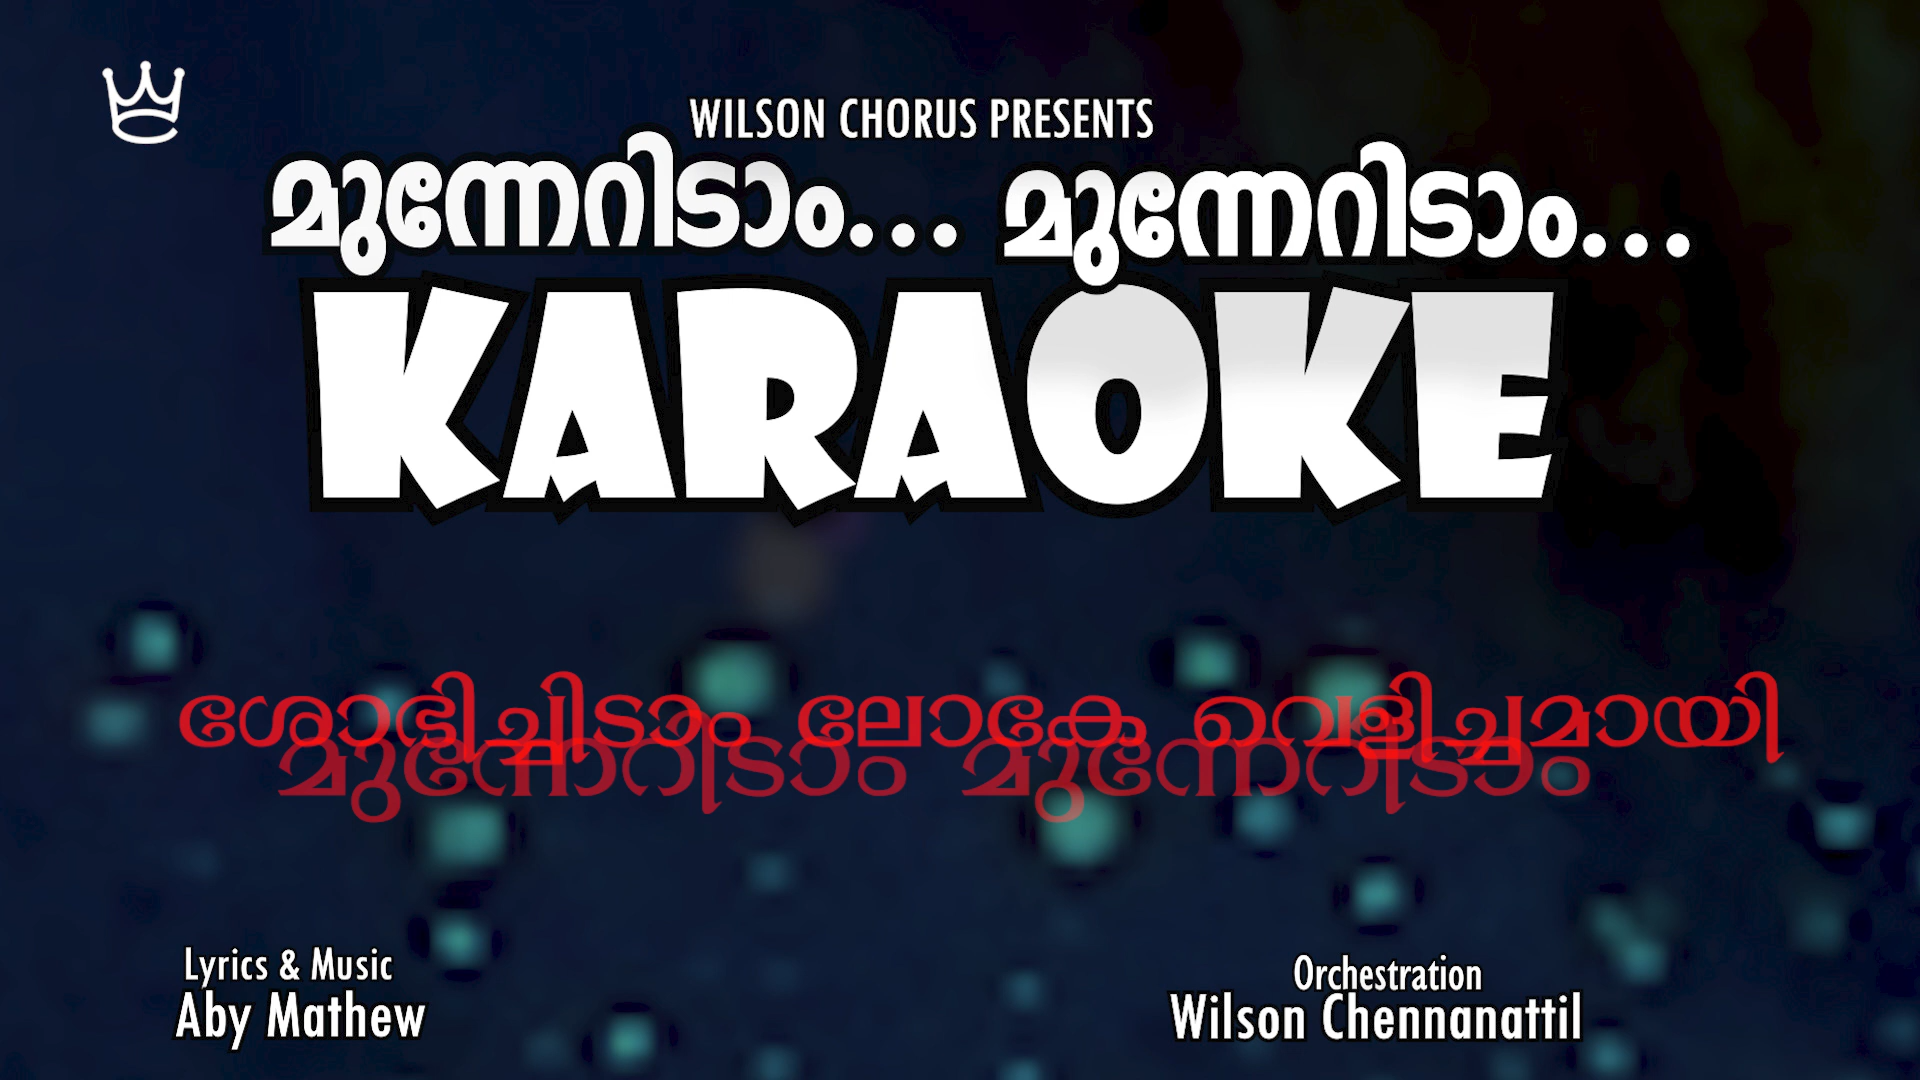 WILSON CHORUS PRESENTS
മുന്നേറിടാം... മുന്നേറിടാം...
KARAOKE
ശോഭിച്ചിടാം ലോകേ വെളിച്ചമായി
മുന്നേറിടാം മുന്നേറിടാം
Lyrics & Music
Aby Mathew
Orchestration
Wilson Chennanattil